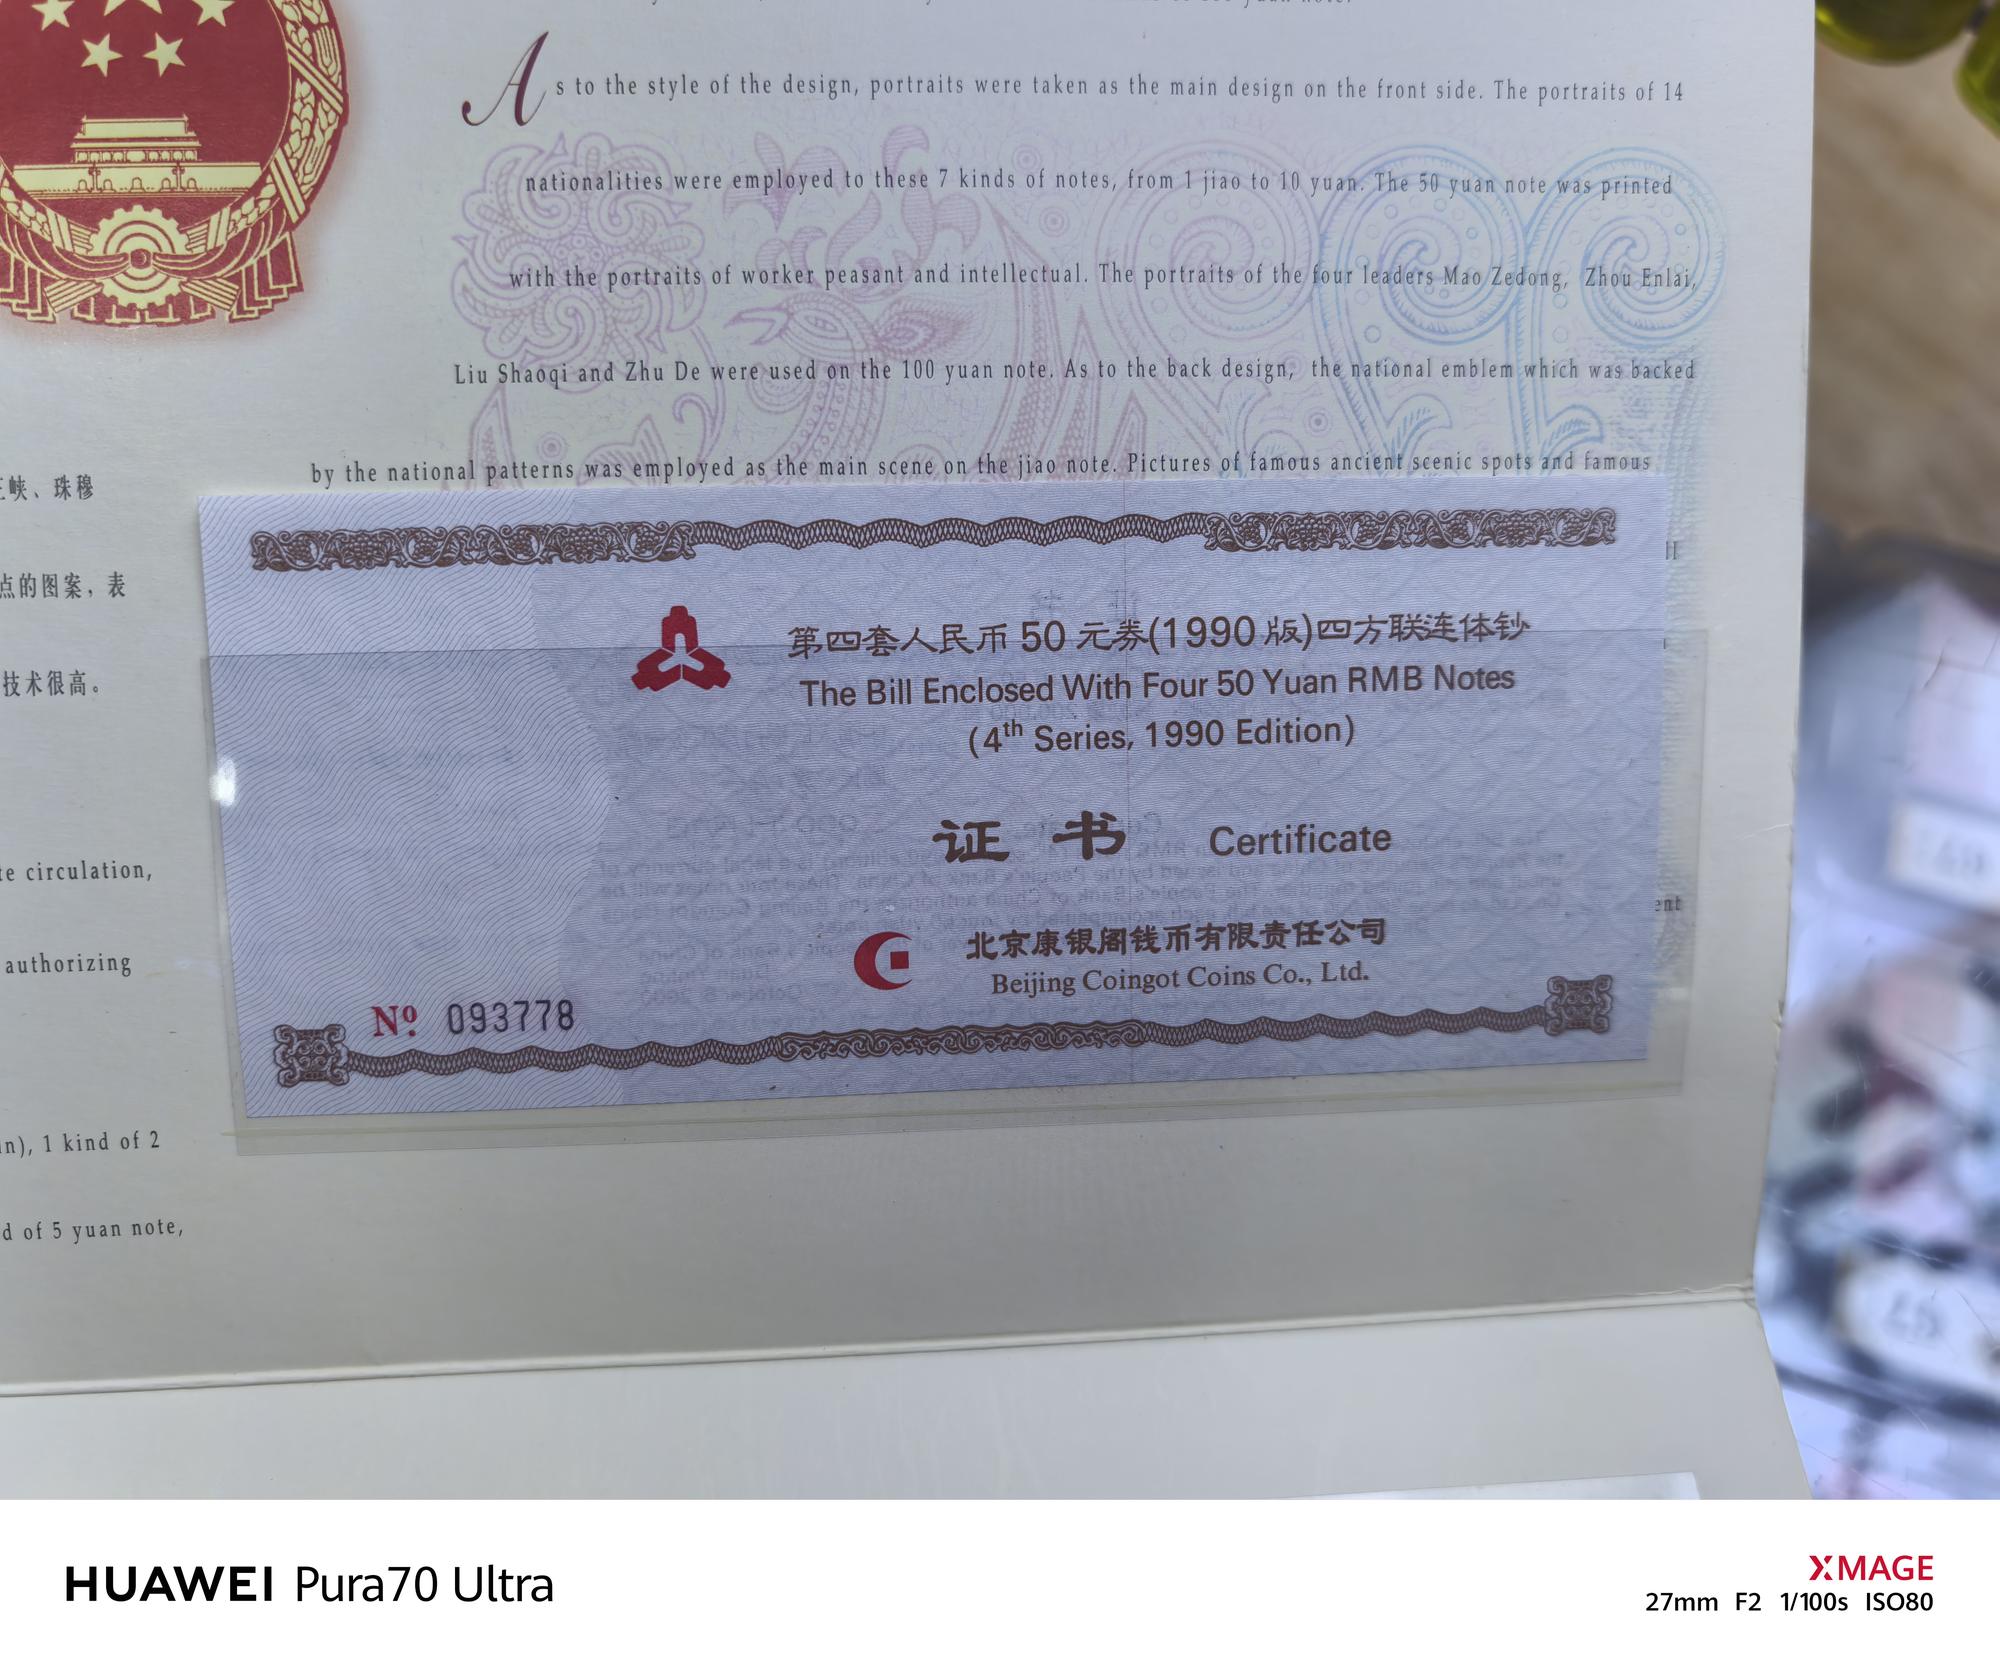 As to the style of the design, portraits were taken as the main design on the front side. The portraits of 14
nationalities were employed to these 7 kinds of notes, from 1 jiao to 10 yuan. The 50 yuan note was printed
with the portraits of worker peasant and intellectual. The portraits of the four leaders Mao Zedong, Zhou Enlai,
Liu Shaoqi and Zhu De were used on the 100 yuan note. As to the back design, the national emblem which was backed
by the national patterns was employed as the main scene on the jiao note. Pictures of famous ancient scenic spots and famous
峡、珠穆
点的图案，表
技术很高。
circulation,
authorizing
1 kind of 2
of 5 yuan note,
第四套人民币50元券(1990版)四方联连体钞
The Bill Enclosed With Four 50 Yuan RMB Notes
(4th Series, 1990 Edition)
证书 Certificate
北京康银阁钱币有限责任公司
Beijing Coingot Coins Co., Ltd.
Nº 093778
HUAWEI Pura70 Ultra
XMAGE
27mm F2 1/100s ISO80